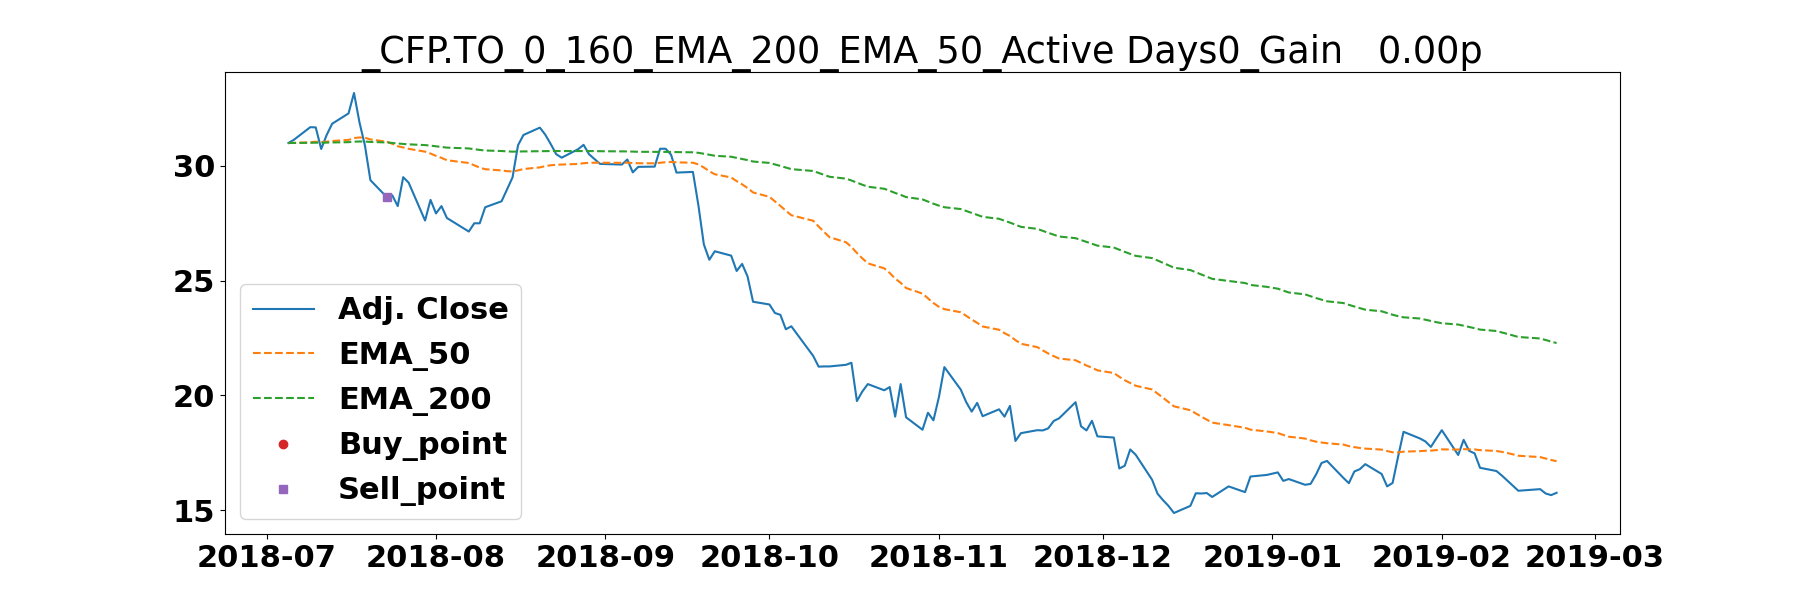 _CFP.TO_0_160_EMA_200_EMA_50_Active Days0_Gain   0.00p
30
25
20
15
Adj. Close
EMA_50
EMA_200
Buy_point
Sell_point
2018-07 2018-08 2018-09 2018-10 2018-11 2018-12 2019-01 2019-02 2019-03